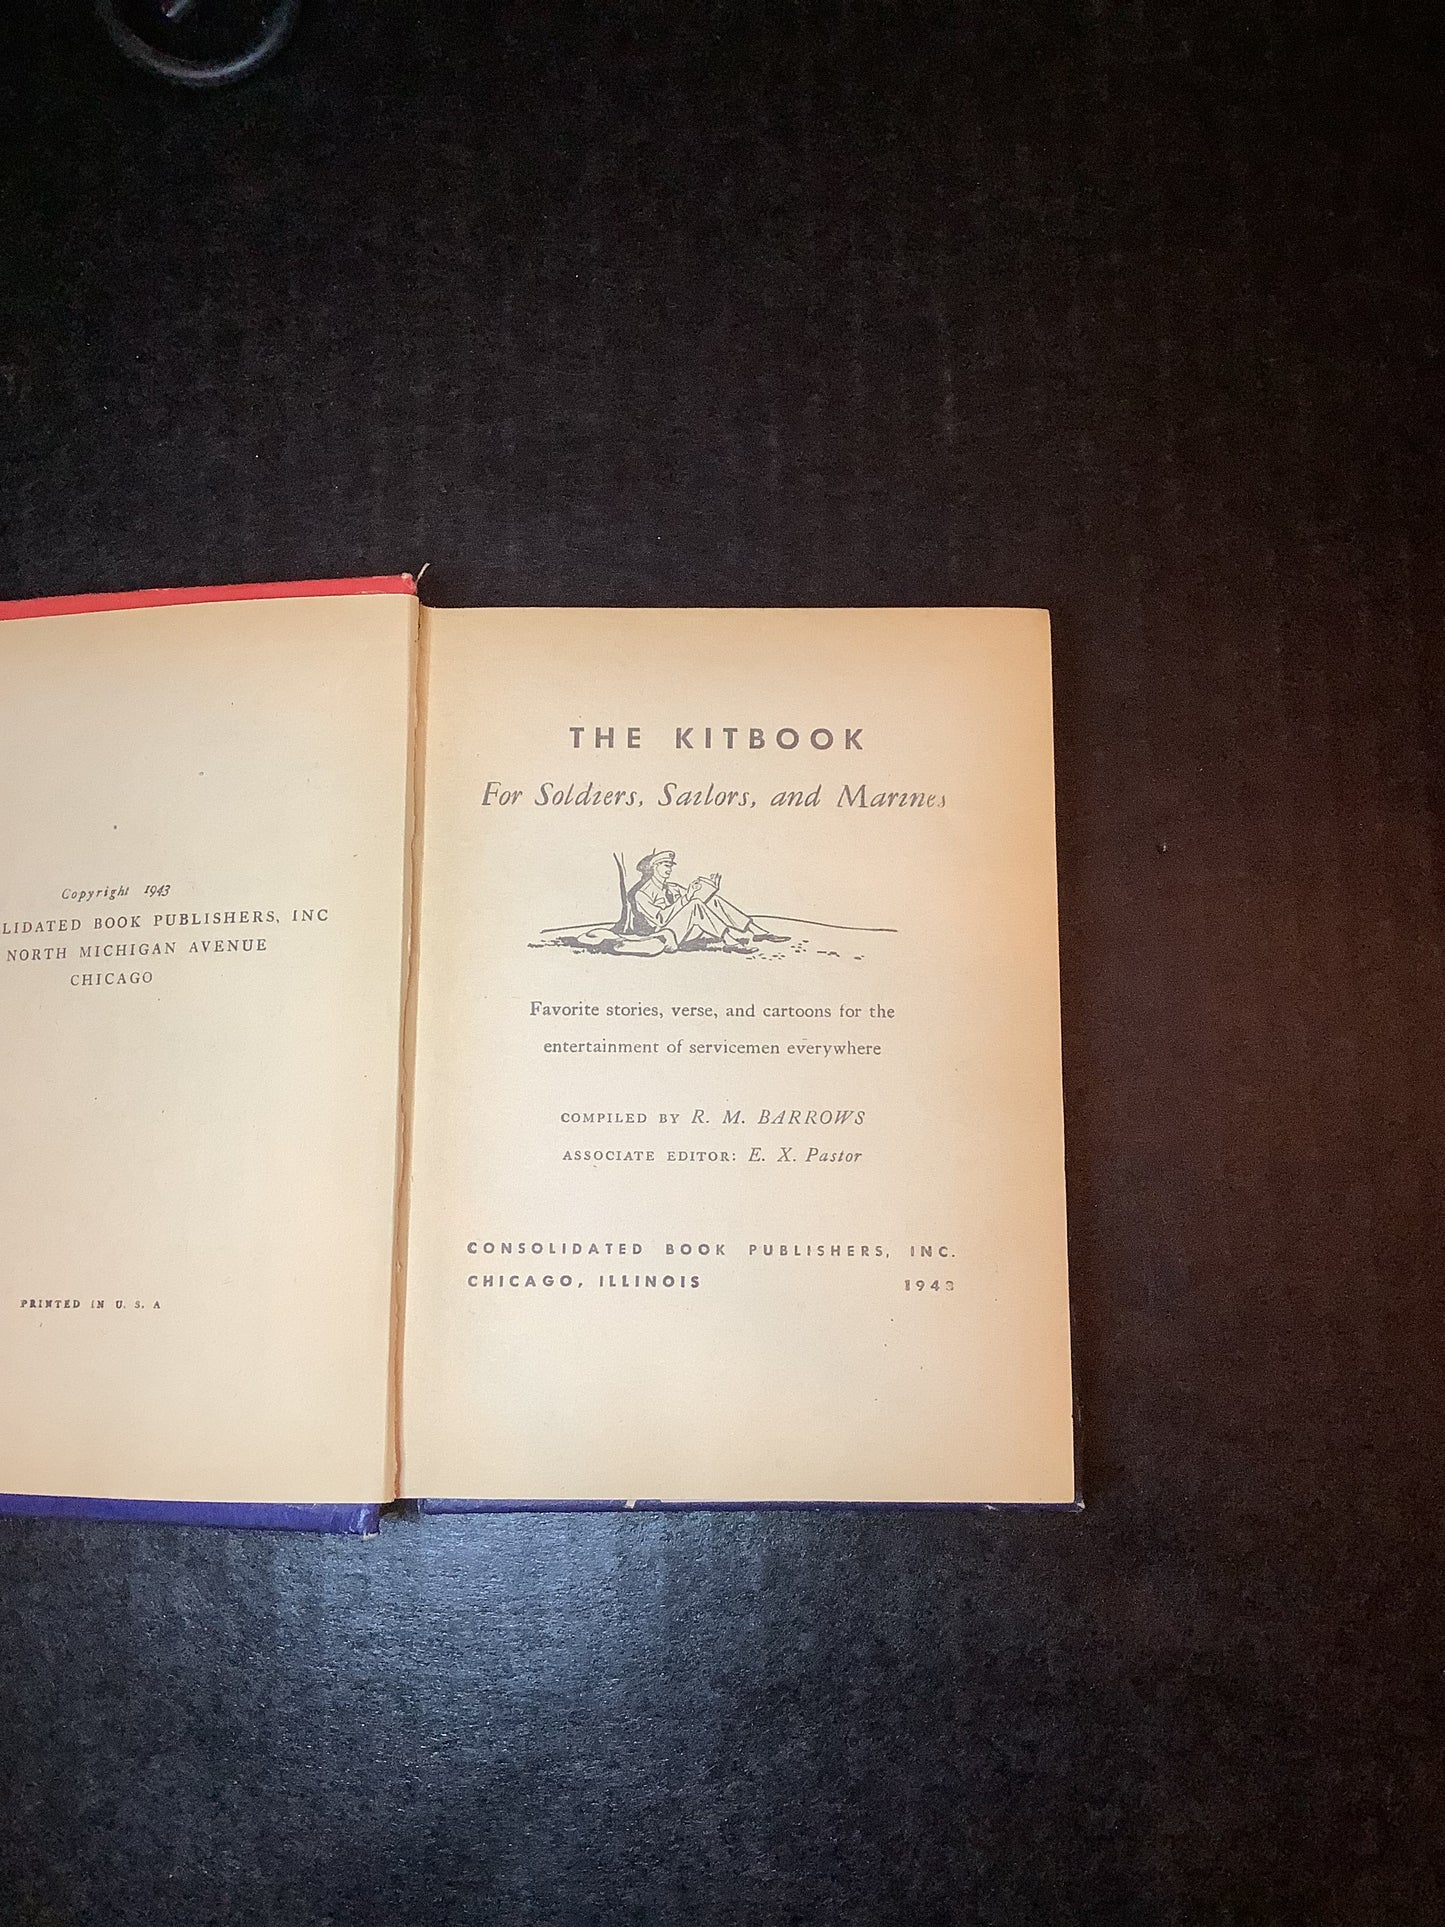 Copyright 1943
LIDATED BOOK PUBLISHERS, INC
NORTH MICHIGAN AVENUE
CHICAGO
PRINTED IN U. S. A
THE KITBOOK
For Soldiers, Sailors, and Marines
Favorite stories, verse, and cartoons for the
entertainment of servicemen everywhere
COMPILED BY R. M. BARROWS
ASSOCIATE EDITOR: E. X. Pastor
CONSOLIDATED BOOK PUBLISHERS, INC.
CHICAGO, ILLINOIS 1943